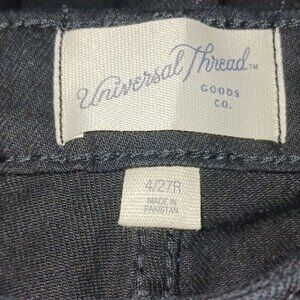 Universal Thread™
GOODS
CO.
4/27R
MADE IN
PAKISTAN